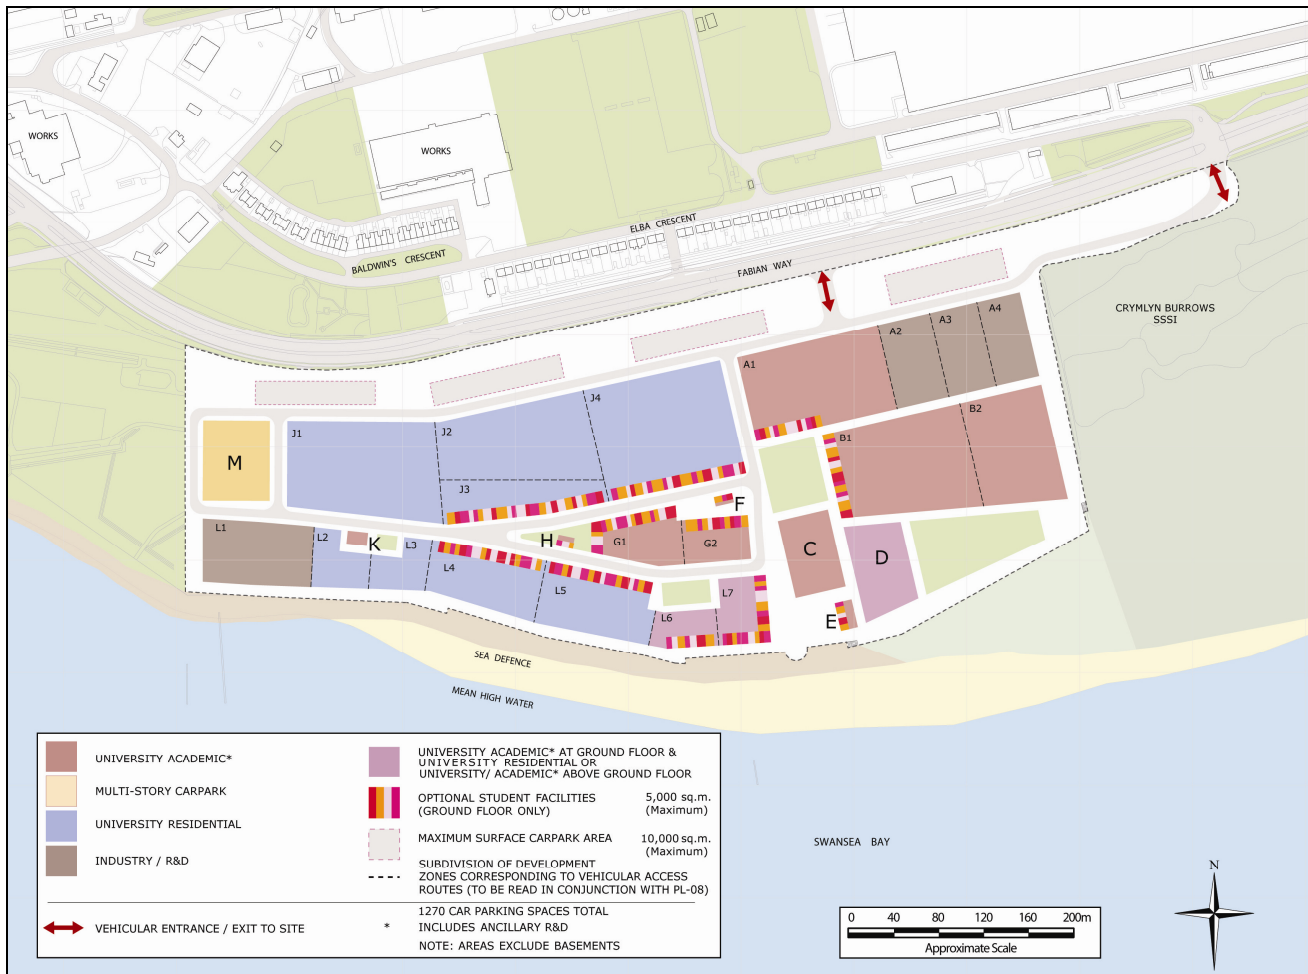 WORKS
WORKS
ELBA CRESCENT
BALDWIN'S CRESCENT
FABIAN WAY
CRYMLYN BURROWS
SSSI
A4
A3
A2
A1
J4
B2
J2
J1
B1
M
J3
F
L1
H
G1
G2
C
L2
K
L3
D
L4
L5
L7
L6
E
SEA DEFENCE
MEAN HIGH WATER
SWANSEA BAY
UNIVERSITY ACADEMIC*
MULTI-STORY CARPARK
UNIVERSITY RESIDENTIAL
INDUSTRY / R&D
UNIVERSITY ACADEMIC* AT GROUND FLOOR &
UNIVERSITY RESIDENTIAL OR
UNIVERSITY/ ACADEMIC* ABOVE GROUND FLOOR
OPTIONAL STUDENT FACILITIES 5,000 sq.m.
(GROUND FLOOR ONLY) (Maximum)
MAXIMUM SURFACE CARPARK AREA 10,000 sq.m.
(Maximum)
SUBDIVISION OF DEVELOPMENT
ZONES CORRESPONDING TO VEHICULAR ACCESS
ROUTES (TO BE READ IN CONJUNCTION WITH PL-08)
VEHICULAR ENTRANCE / EXIT TO SITE
1270 CAR PARKING SPACES TOTAL
* INCLUDES ANCILLARY R&D
NOTE: AREAS EXCLUDE BASEMENTS
0 40 80 120 160 200m
Approximate Scale
N